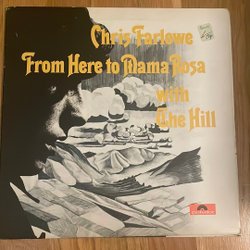 Chris Farlowe
From Here to Mama Rosa
with
The Hill